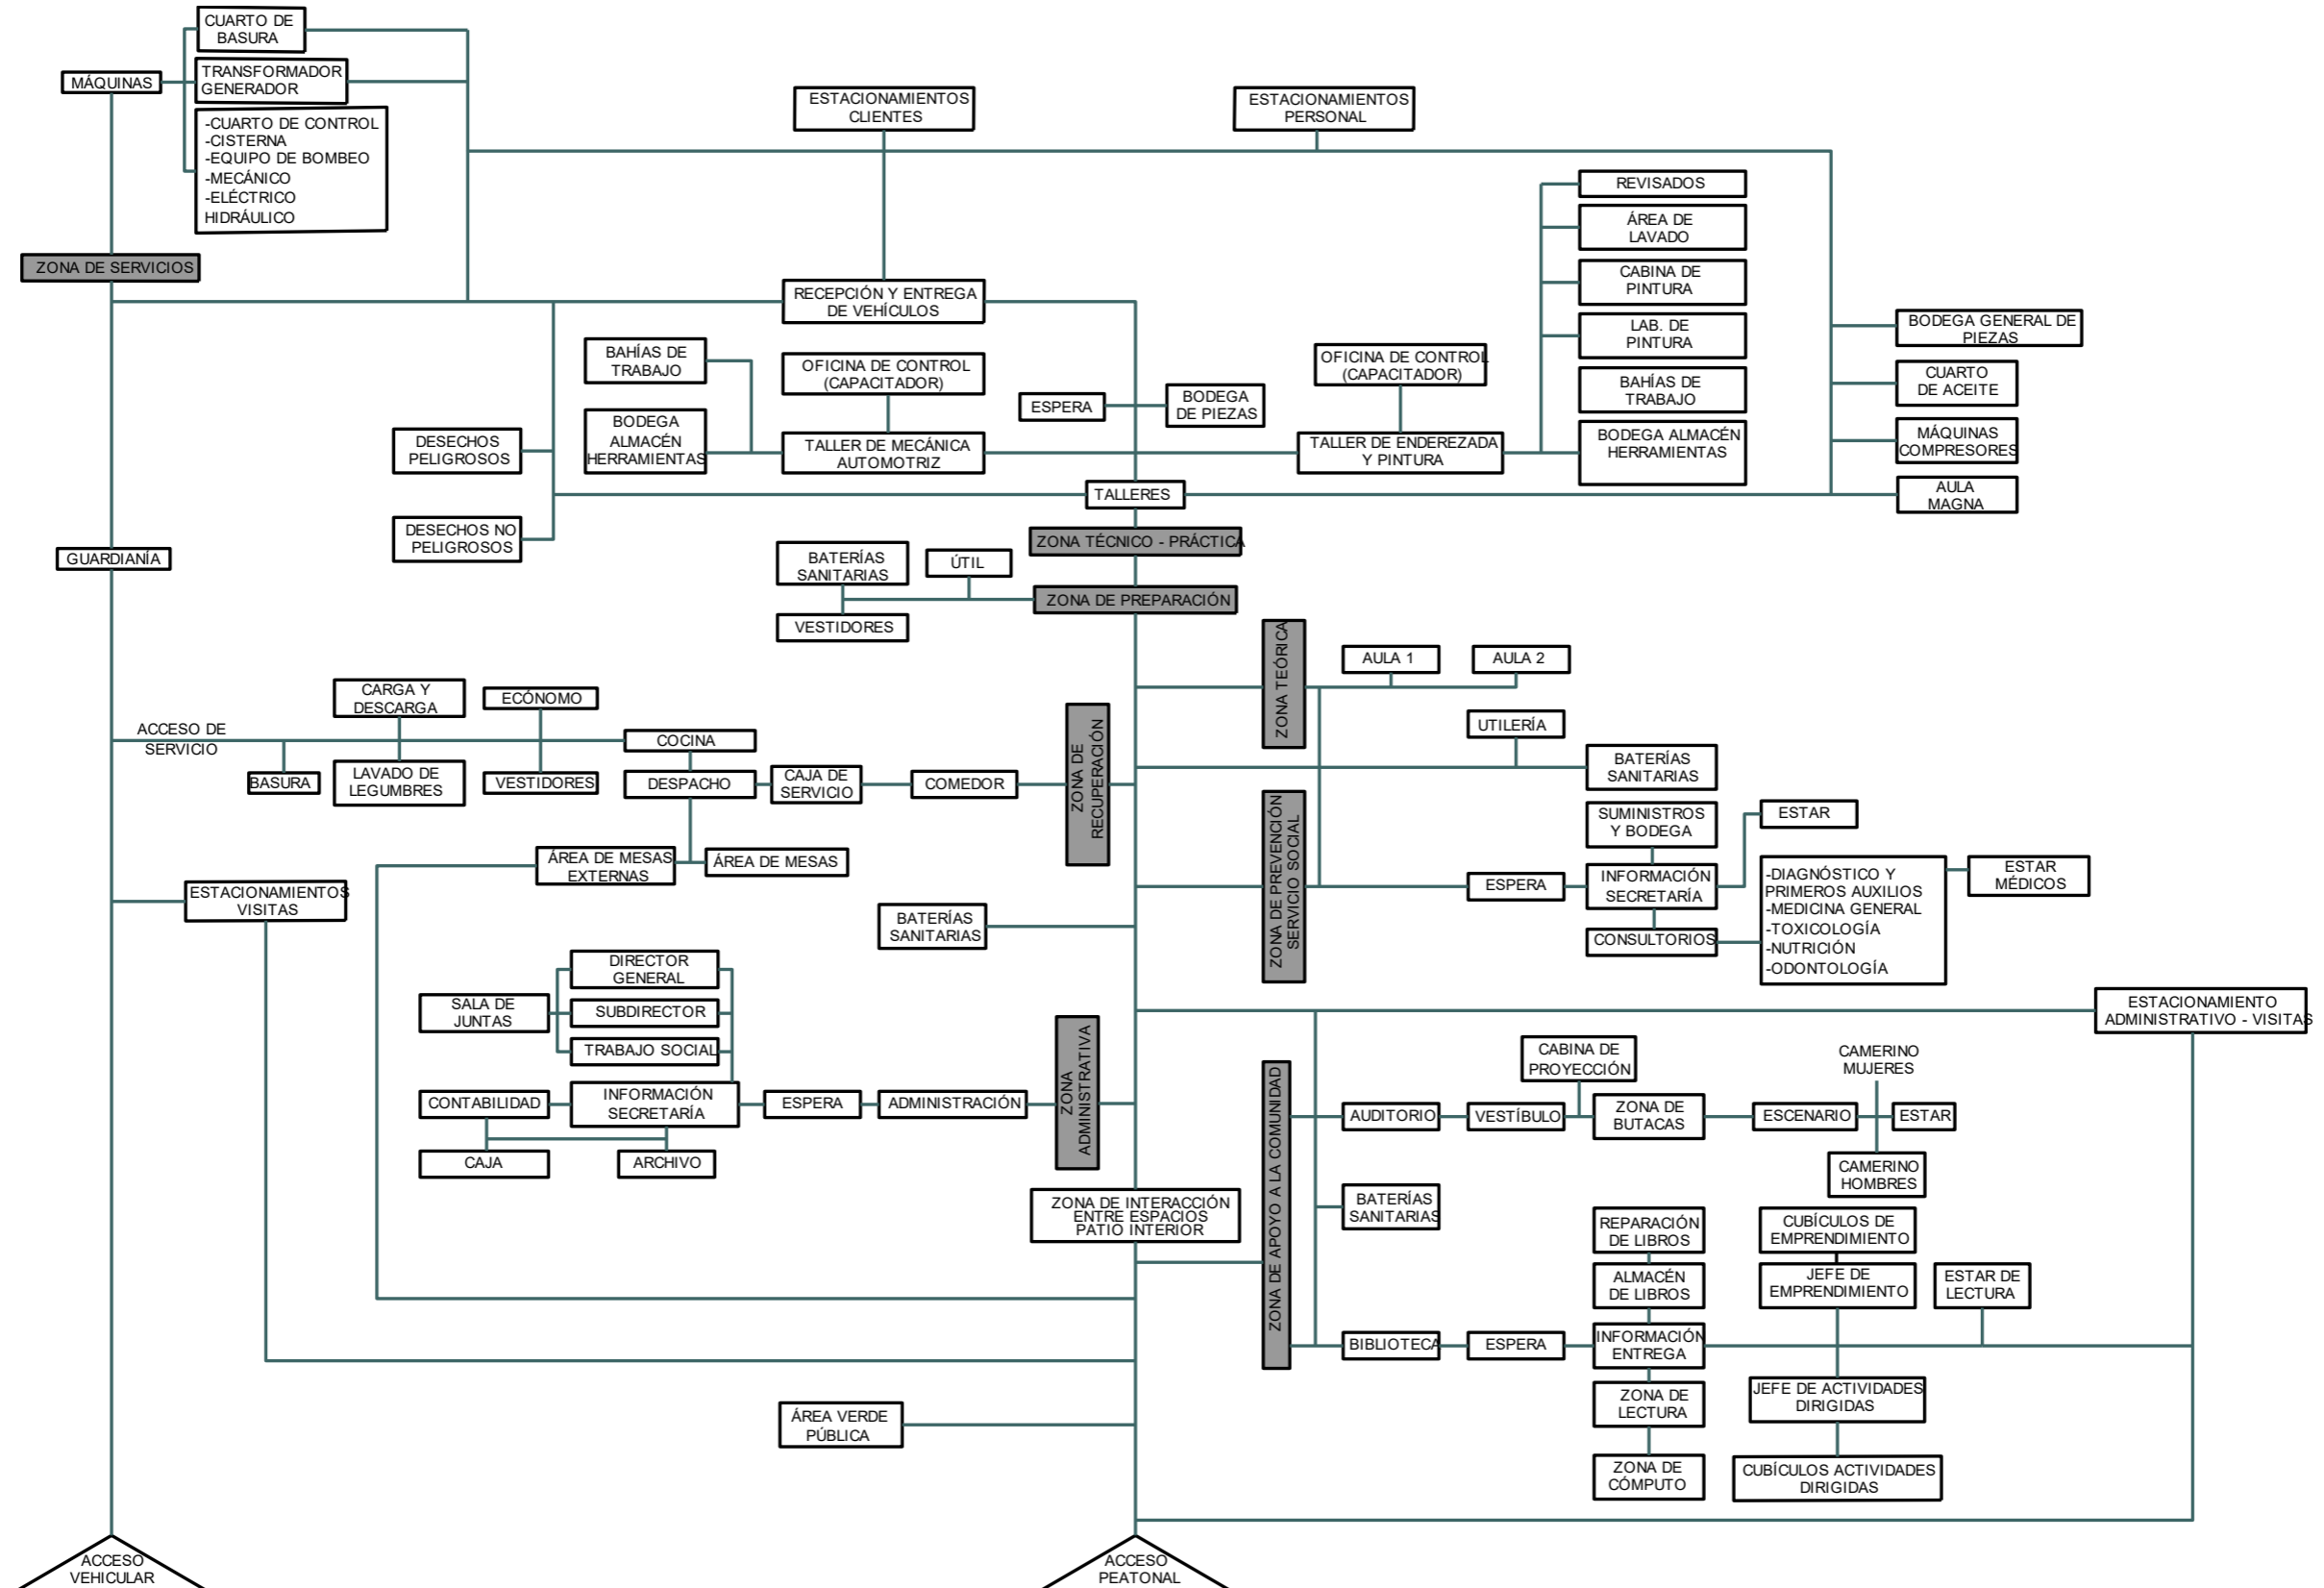 CUARTO DE
BASURA
MÁQUINAS
TRANSFORMADOR
GENERADOR
-CUARTO DE CONTROL
-CISTERNA
-EQUIPO DE BOMBEO
-MECÁNICO
-ELÉCTRICO
HIDRÁULICO
ESTACIONAMIENTOS
CLIENTES
ESTACIONAMIENTOS
PERSONAL
ZONA DE SERVICIOS
RECEPCIÓN Y ENTREGA
DE VEHÍCULOS
REVISADOS
ÁREA DE
LAVADO
CABINA DE
PINTURA
LAB. DE
PINTURA
BAHÍAS DE
TRABAJO
BODEGA ALMACÉN
HERRAMIENTAS
BODEGA GENERAL DE
PIEZAS
CUARTO
DE ACEITE
MÁQUINAS
COMPRESORES
AULA
MAGNA
BAHÍAS DE
TRABAJO
OFICINA DE CONTROL
(CAPACITADOR)
ESPERA
BODEGA
DE PIEZAS
OFICINA DE CONTROL
(CAPACITADOR)
BODEGA
ALMACÉN
HERRAMIENTAS
TALLER DE MECÁNICA
AUTOMOTRIZ
TALLER DE ENDEREZADA
Y PINTURA
DESECHOS
PELIGROSOS
TALLERES
DESECHOS NO
PELIGROSOS
ZONA TÉCNICO - PRÁCTICA
GUARDIANÍA
BATERÍAS
SANITARIAS
ÚTIL
ZONA DE PREPARACIÓN
VESTIDORES
ZONA TEÓRICA
AULA 1
AULA 2
UTILERÍA
BATERÍAS
SANITARIAS
CARGA Y
DESCARGA
ECÓNOMO
ACCESO DE
SERVICIO
COCINA
BASURA
LAVADO DE
LEGUMBRES
VESTIDORES
DESPACHO
CAJA DE
SERVICIO
COMEDOR
ZONA DE
RECUPERACIÓN
ÁREA DE MESAS
EXTERNAS
ÁREA DE MESAS
ESTACIONAMIENTOS
VISITAS
BATERÍAS
SANITARIAS
ZONA DE PREVENCIÓN
SERVICIO SOCIAL
SUMINISTROS
Y BODEGA
ESTAR
ESPERA
INFORMACIÓN
SECRETARÍA
CONSULTORIOS
-DIAGNÓSTICO Y
PRIMEROS AUXILIOS
-MEDICINA GENERAL
-TOXICOLOGÍA
-NUTRICIÓN
-ODONTOLOGÍA
ESTAR
MÉDICOS
DIRECTOR
GENERAL
SALA DE
JUNTAS
SUBDIRECTOR
TRABAJO SOCIAL
CONTABILIDAD
INFORMACIÓN
SECRETARÍA
ESPERA
ADMINISTRACIÓN
ZONA
ADMINISTRATIVA
CAJA
ARCHIVO
ESTACIONAMIENTO
ADMINISTRATIVO - VISITAS
ZONA DE APOYO A LA COMUNIDAD
CABINA DE
PROYECCIÓN
CAMERINO
MUJERES
AUDITORIO
VESTÍBULO
ZONA DE
BUTACAS
ESCENARIO
ESTAR
CAMERINO
HOMBRES
BATERÍAS
SANITARIAS
ZONA DE INTERACCIÓN
ENTRE ESPACIOS
PATIO INTERIOR
REPARACIÓN
DE LIBROS
CUBÍCULOS DE
EMPRENDIMIENTO
ALMACÉN
DE LIBROS
JEFE DE
EMPRENDIMIENTO
ESTAR DE
LECTURA
BIBLIOTECA
ESPERA
INFORMACIÓN
ENTREGA
ZONA DE
LECTURA
JEFE DE ACTIVIDADES
DIRIGIDAS
ZONA DE
CÓMPUTO
CUBÍCULOS ACTIVIDADES
DIRIGIDAS
ÁREA VERDE
PÚBLICA
ACCESO
VEHICULAR
ACCESO
PEATONAL